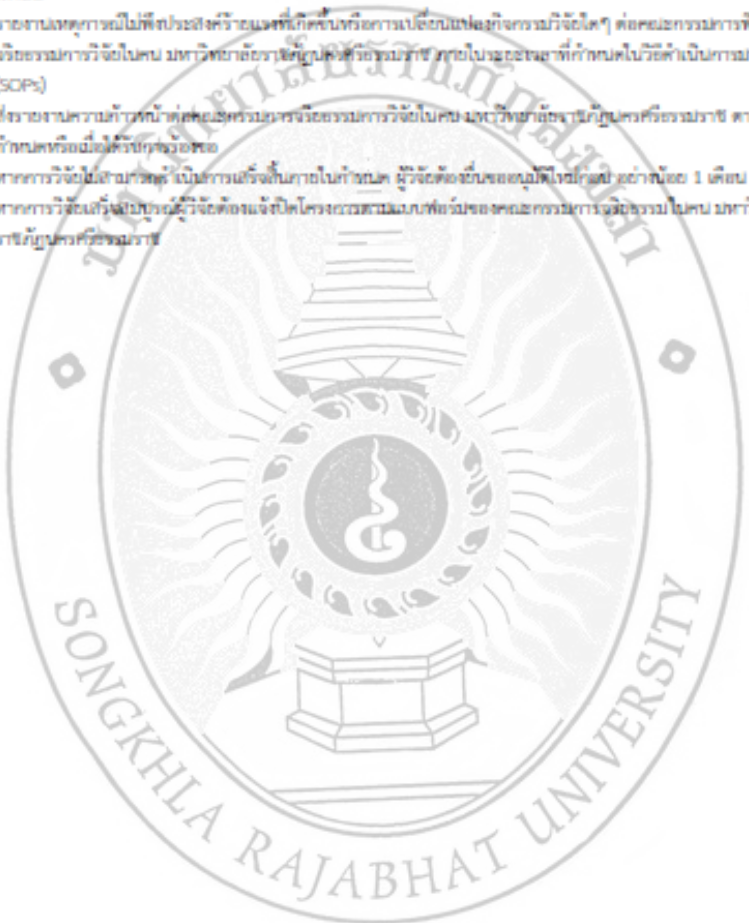 รายงานเหตุการณ์ไม่พึงประสงค์ร้ายแรงที่เกิดขึ้นหรือการเปลี่ยนแปลงกิจกรรมวิจัยใดๆ ต่อคณะกรรมการ
จริยธรรมการวิจัยในคน มหาวิทยาลัยราชภัฏนครศรีธรรมราช ภายในระยะเวลาที่กำหนดในวิธีดำเนินการ
(SOPs)
ส่งรายงานความก้าวหน้าต่อคณะกรรมการจริยธรรมการวิจัยในคน มหาวิทยาลัยราชภัฏนครศรีธรรมราช
กำหนดหรือเมื่อได้รับการร้องขอ
หากการวิจัยไม่สามารถดำเนินการเสร็จสิ้นภายในกำหนด ผู้วิจัยต้องยื่นขออนุมัติใหม่ก่อน อย่างน้อย 1 เดือน
หากการวิจัยเสร็จสมบูรณ์ผู้วิจัยต้องแจ้งปิดโครงการตามแบบฟอร์มของคณะกรรมการจริยธรรมในคน
ราชภัฏนครศรีธรรมราช
มหาวิทยาลัยราชภัฏสงขลา
SONGKHLA RAJABHAT UNIVERSITY